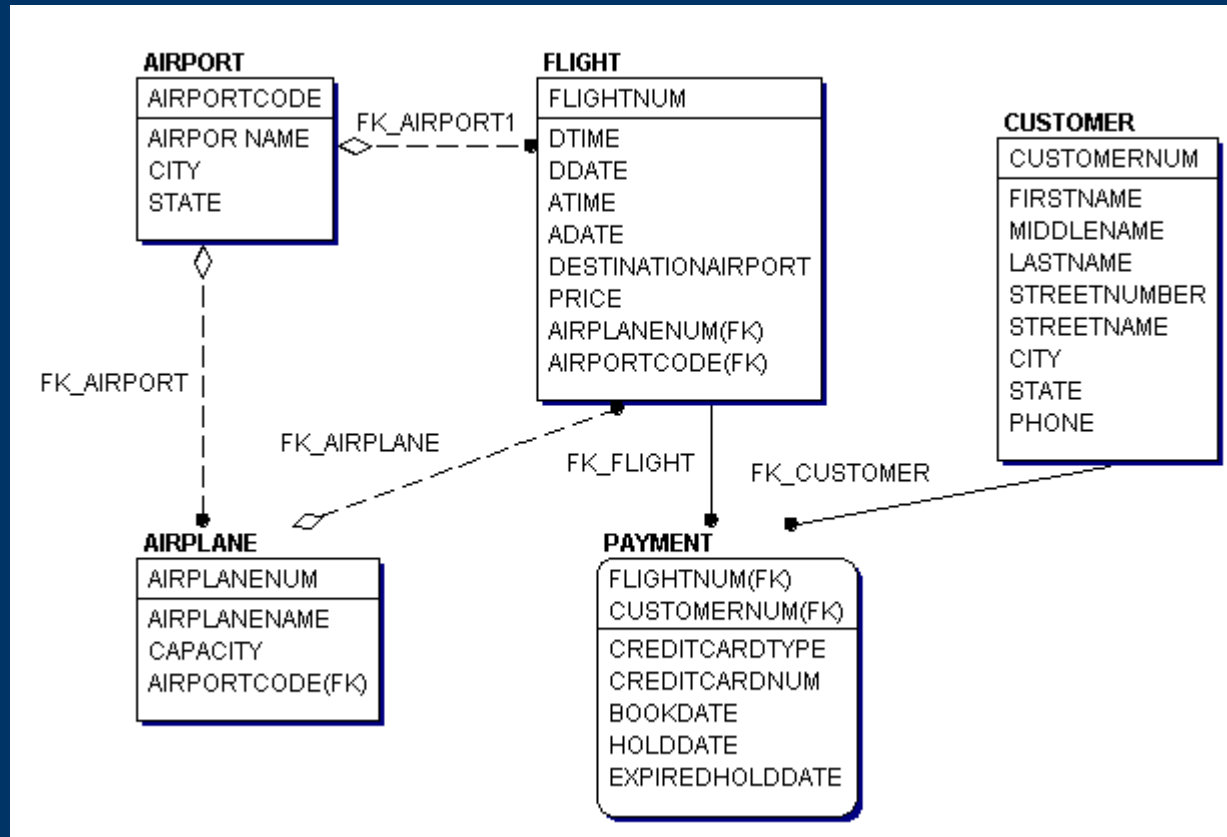 AIRPORT
AIRPORTCODE
AIRPOR NAME
CITY
STATE
FK_AIRPORT1
FLIGHT
FLIGHTNUM
DTIME
DDATE
ATIME
ADATE
DESTINATIONAIRPORT
PRICE
AIRPLANENUM(FK)
AIRPORTCODE(FK)
CUSTOMER
CUSTOMERNUM
FIRSTNAME
MIDDLENAME
LASTNAME
STREETNUMBER
STREETNAME
CITY
STATE
PHONE
FK_AIRPORT
FK_AIRPLANE
FK_FLIGHT
FK_CUSTOMER
AIRPLANE
AIRPLANENUM
AIRPLANENAME
CAPACITY
AIRPORTCODE(FK)
PAYMENT
FLIGHTNUM(FK)
CUSTOMERNUM(FK)
CREDITCARDTYPE
CREDITCARDNUM
BOOKDATE
HOLDDATE
EXPIREDHOLDDATE